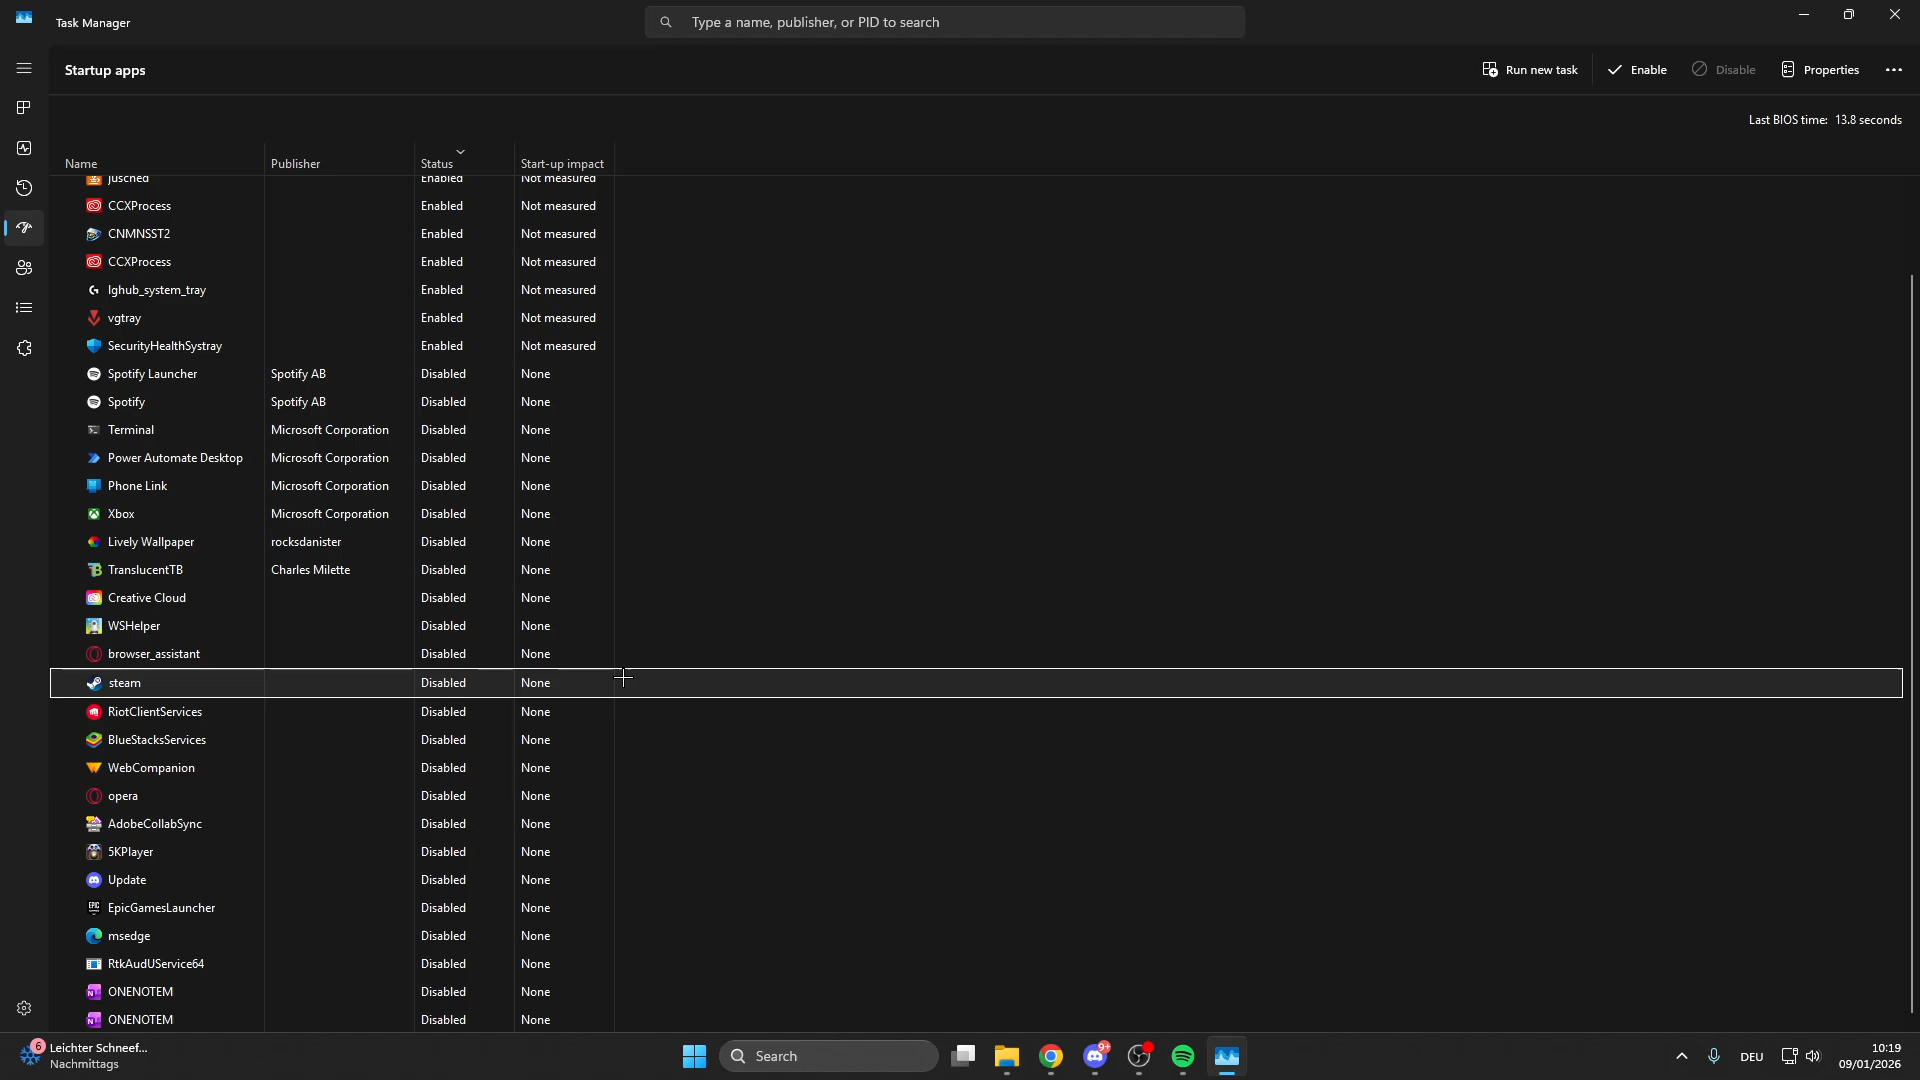 Task Manager
Type a name, publisher, or PID to search
Startup apps
Run new task Enable Disable Properties
Last BIOS time: 13.8 seconds
Name Publisher Status Start-up impact
jusched Enabled Not measured
CCXProcess Enabled Not measured
CNMNSST2 Enabled Not measured
CCXProcess Enabled Not measured
lghub_system_tray Enabled Not measured
vgtray Enabled Not measured
SecurityHealthSystray Enabled Not measured
Spotify Launcher Spotify AB Disabled None
Spotify Spotify AB Disabled None
Terminal Microsoft Corporation Disabled None
Power Automate Desktop Microsoft Corporation Disabled None
Phone Link Microsoft Corporation Disabled None
Xbox Microsoft Corporation Disabled None
Lively Wallpaper rocksdanister Disabled None
TranslucentTB Charles Milette Disabled None
Creative Cloud Disabled None
WSHelper Disabled None
browser_assistant Disabled None
steam Disabled None
RiotClientServices Disabled None
BlueStacksServices Disabled None
WebCompanion Disabled None
opera Disabled None
AdobeCollabSync Disabled None
5KPlayer Disabled None
Update Disabled None
EpicGamesLauncher Disabled None
msedge Disabled None
RtkAudUService64 Disabled None
ONENOTEM Disabled None
ONENOTEM Disabled None
6 Leichter Schneef...
Nachmittags
Search
9+
DEU
10:19
09/01/2026